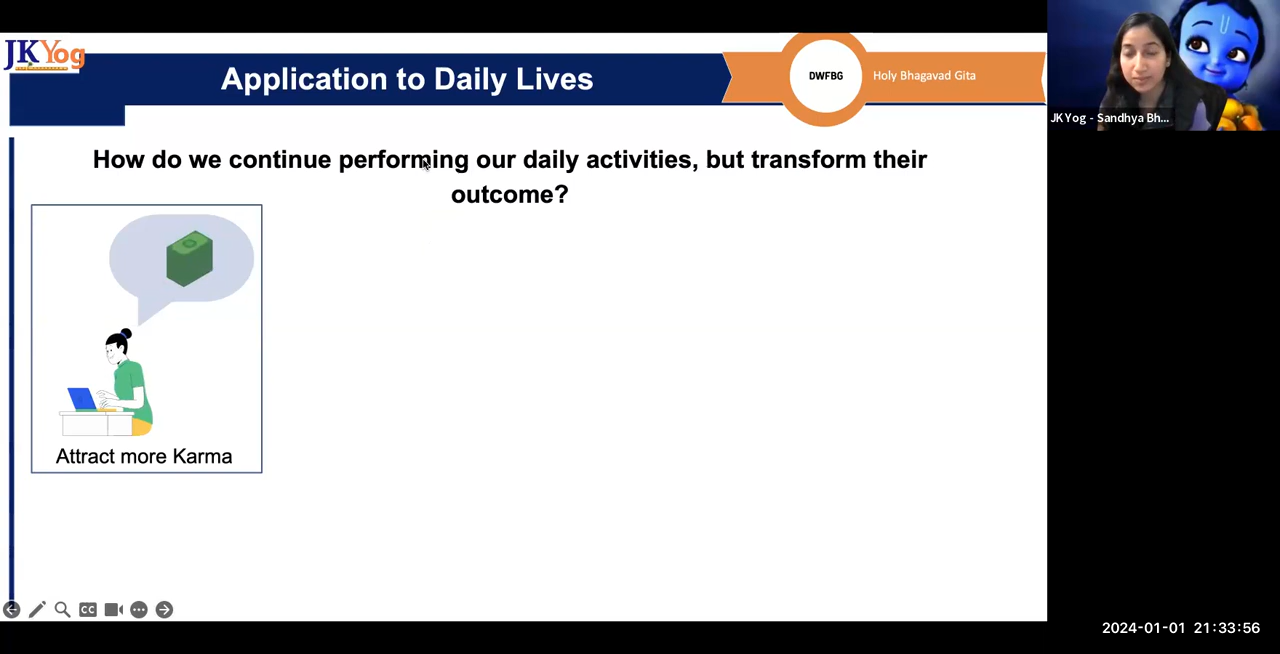 JKYog
Application to Daily Lives
DWFBG
Holy Bhagavad Gita
JKYog - Sandhya Bh...
How do we continue performing our daily activities, but transform their
outcome?
Attract more Karma
CC
2024-01-01 21:33:56